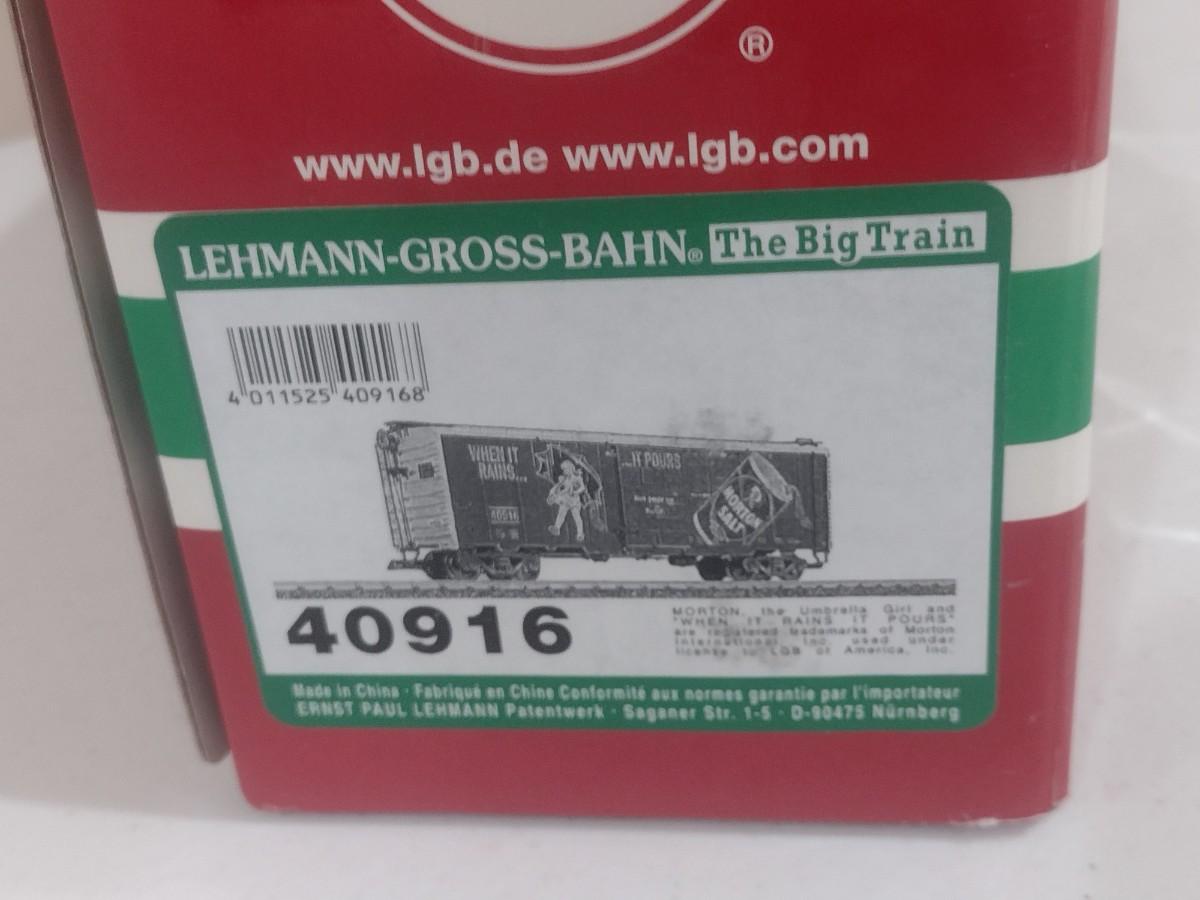 ®
www.lgb.de www.lgb.com
LEHMANN-GROSS-BAHN® The Big Train
4 011525 409168
WHEN IT
RAINS...
...IT POURS
40916
MORTON
SALT
40916
MORTON, the Umbrella Girl and
"WHEN IT RAINS IT POURS"
are registered trademarks of Morton
International, Inc. used under
license to LGB of America, Inc.
Made in China · Fabriqué en Chine Conformité aux normes garantie par l'importateur
ERNST PAUL LEHMANN Patentwerk · Saganer Str. 1-5 · D-90475 Nürnberg